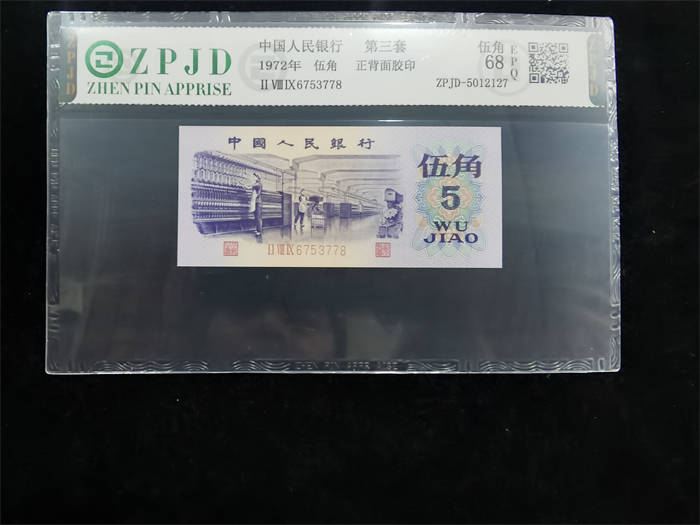 ZPJD
ZHEN PIN APPRISE
中国人民银行 第三套
1972年 伍角 正背面胶印
II VIII IX 6753778
伍角
68
EPQ
ZPJD-5012127
中國人民銀行
伍角
5
WU
JIAO
II VIII IX 6753778